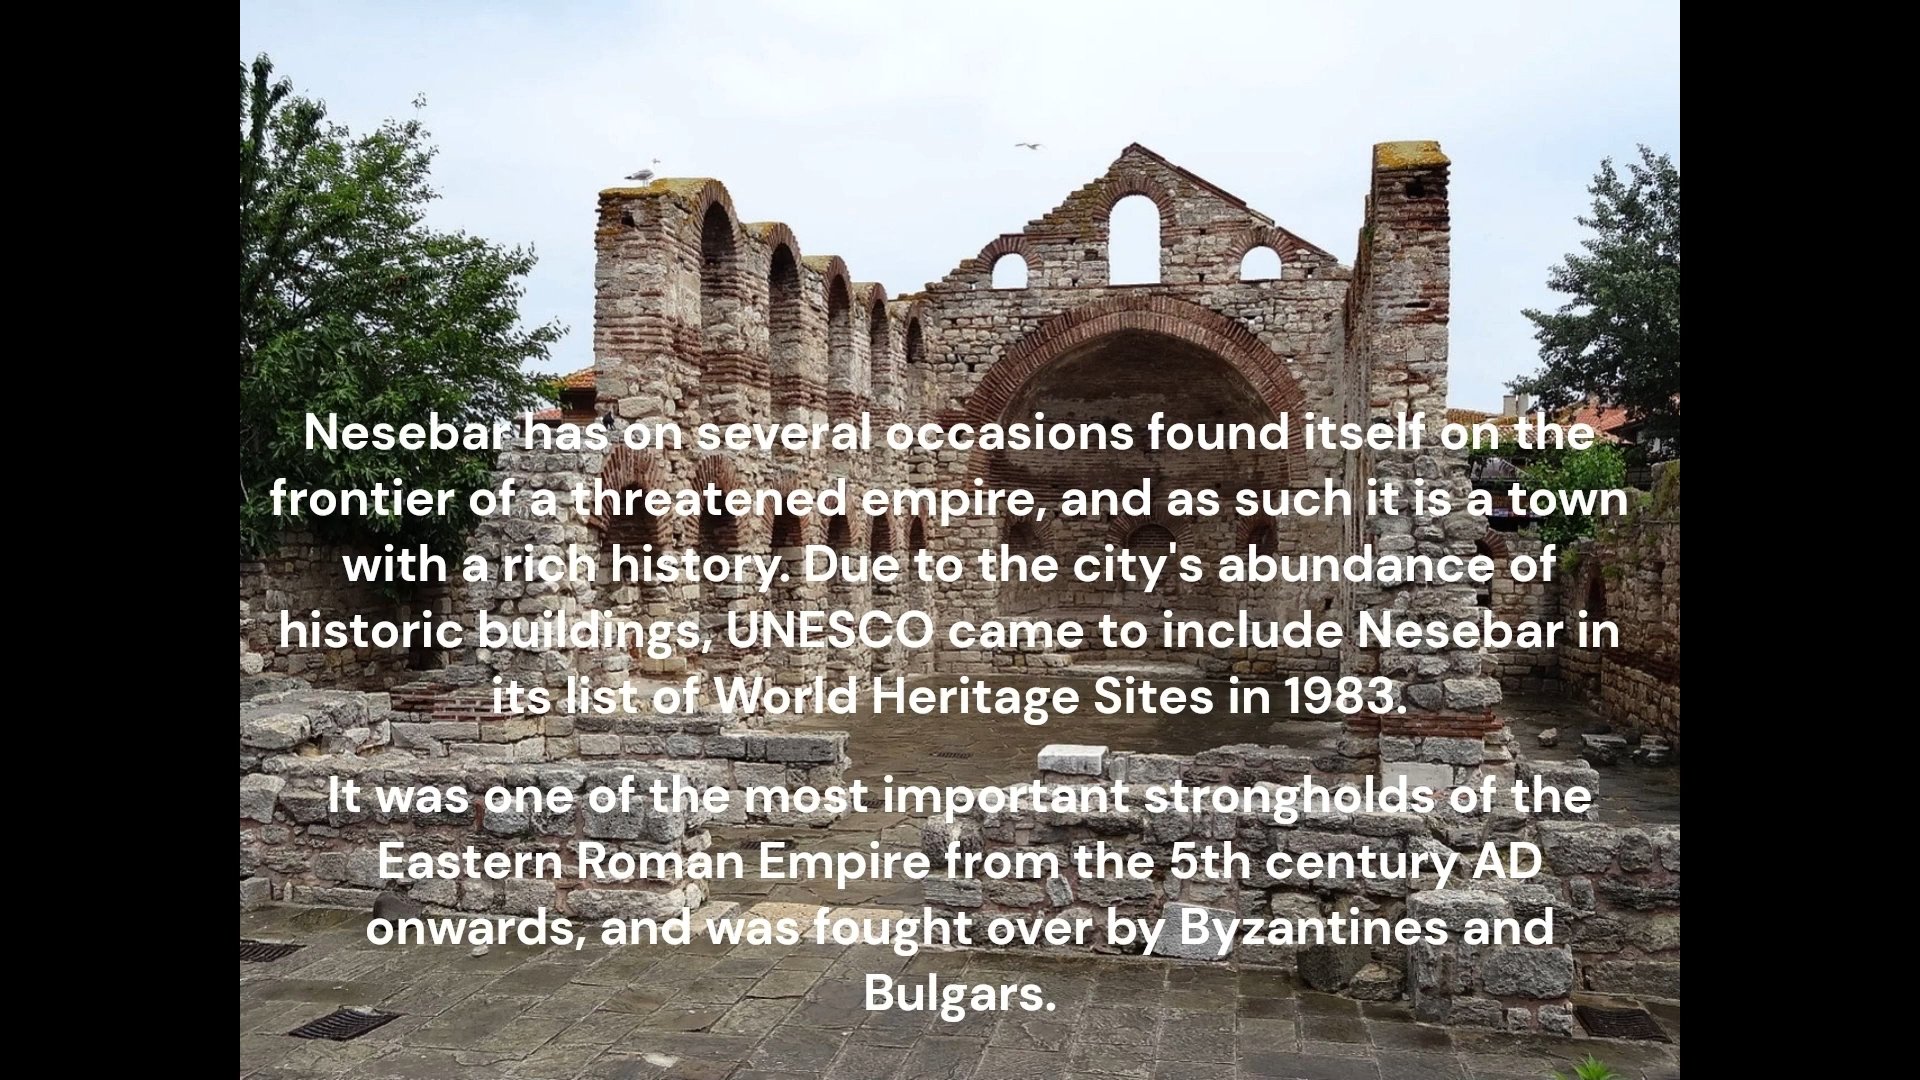 Nesebar has on several occasions found itself on the
frontier of a threatened empire, and as such it is a town
with a rich history. Due to the city's abundance of
historic buildings, UNESCO came to include Nesebar in
its list of World Heritage Sites in 1983.
It was one of the most important strongholds of the
Eastern Roman Empire from the 5th century AD
onwards, and was fought over by Byzantines and
Bulgars.